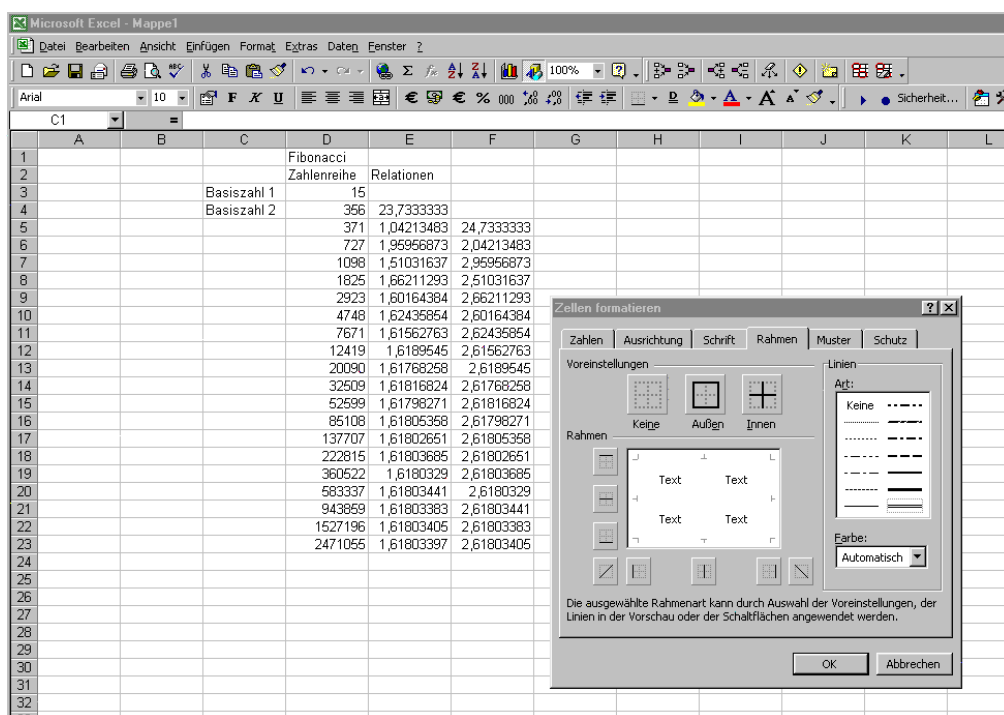 Microsoft Excel - Mappe1
Datei Bearbeiten Ansicht Einfügen Format Extras Daten Fenster ?
100%
Arial 10 F K U € € % 000 Sicherheit...
C1 =
A B C D E F G H I J K L
1 Fibonacci
2 Zahlenreihe Relationen
3 Basiszahl 1 15
4 Basiszahl 2 356 23,7333333
5 371 1,04213483 24,7333333
6 727 1,95956873 2,04213483
7 1098 1,51031637 2,95956873
8 1825 1,66211293 2,51031637
9 2923 1,60164384 2,66211293
10 4748 1,62435854 2,60164384
11 7671 1,61562763 2,62435854
12 12419 1,6189545 2,61562763
13 20090 1,61768258 2,6189545
14 32509 1,61816824 2,61768258
15 52599 1,61798271 2,61816824
16 85108 1,61805358 2,61798271
17 137707 1,61802651 2,61805358
18 222815 1,61803685 2,61802651
19 360522 1,6180329 2,61803685
20 583337 1,61803441 2,6180329
21 943859 1,61803383 2,61803441
22 1527196 1,61803405 2,61803383
23 2471055 1,61803397 2,61803405
24
25
26
27
28
29
30
31
32
Zellen formatieren
Zahlen Ausrichtung Schrift Rahmen Muster Schutz
Voreinstellungen
Keine Außen Innen
Rahmen
Text Text
Text Text
Linien
Art:
Keine
Farbe:
Automatisch
Die ausgewählte Rahmenart kann durch Auswahl der Voreinstellungen, der
Linien in der Vorschau oder der Schaltflächen angewendet werden.
OK Abbrechen